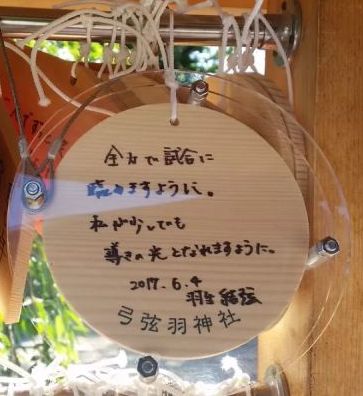 全力で試合に
臨めますように。
私が少しでも
導きの光となれますように。
2017.6.4
羽生結弦
弓弦羽神社